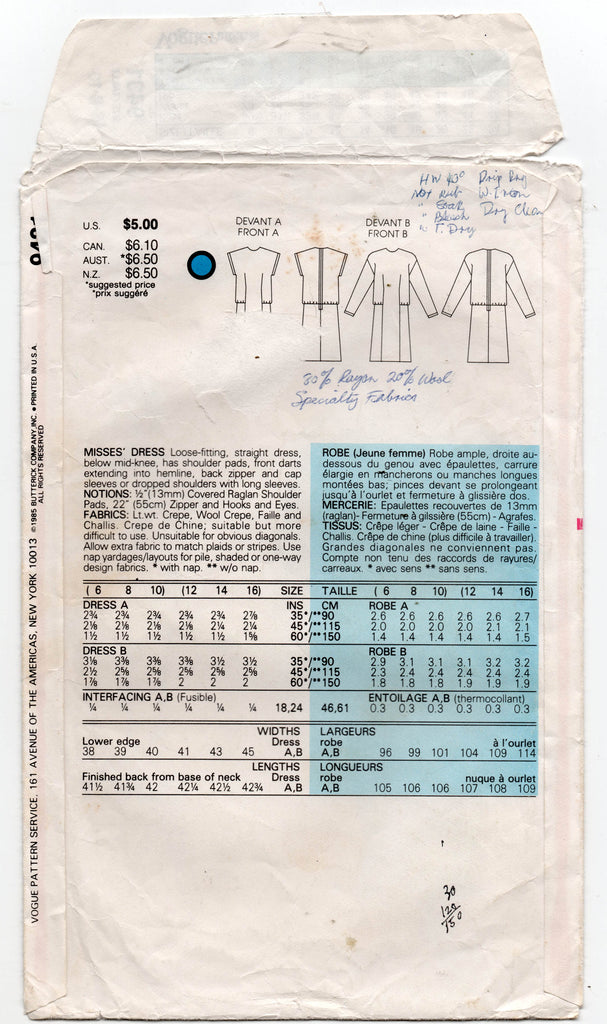 HW 40° Drip Dry
Not Rub W. Iron
" Soak Dry Clean
" Bleach
" T. Dry
U.S. $5.00
CAN. $6.10
AUST. *$6.50
N.Z. $6.50
*suggested price
*prix suggéré
DEVANT A
FRONT A
DEVANT B
FRONT B
80% Rayon 20% Wool
Specialty Fabrics
MISSES' DRESS Loose-fitting, straight dress,
below mid-knee, has shoulder pads, front darts
extending into hemline, back zipper and cap
sleeves or dropped shoulders with long sleeves.
NOTIONS: ½"(13mm) Covered Raglan Shoulder
Pads, 22" (55cm) Zipper and Hooks and Eyes.
FABRICS: Lt.wt. Crepe, Wool Crepe, Faille and
Challis. Crepe de Chine; suitable but more
difficult to use. Unsuitable for obvious diagonals.
Allow extra fabric to match plaids or stripes. Use
nap yardages/layouts for pile, shaded or one-way
design fabrics. * with nap. ** w/o nap.
ROBE (Jeune femme) Robe ample, droite au-
dessous du genou avec épaulettes, carrure
élargie en mancherons ou manches longues
montées bas; pinces devant se prolongeant
jusqu'à l'ourlet et fermeture à glissière dos.
MERCERIE: Epaulettes recouvertes de 13mm
(raglan)- Fermeture à glissière (55cm) - Agrafes.
TISSUS: Crêpe léger - Crêpe de laine - Faille -
Challis. Crêpe de chine (plus difficile à travailler).
Grandes diagonales ne conviennent pas.
Compte non tenu des raccords de rayures/
carreaux. * avec sens ** sans sens.
( 6 8 10) (12 14 16) SIZE TAILLE ( 6 8 10) (12 14 16)
DRESS A INS CM ROBE A
2¾ 2¾ 2¾ 2¾ 2¾ 2⅞ 35*/**90 2.6 2.6 2.6 2.6 2.6 2.7
2⅛ 2⅛ 2⅛ 2⅛ 2¼ 2¼ 45*/**115 2.0 2.0 2.0 2.0 2.1 2.1
1½ 1½ 1½ 1½ 1½ 1⅝ 60*/**150 1.4 1.4 1.4 1.4 1.4 1.5
DRESS B ROBE B
3⅛ 3⅜ 3⅜ 3⅜ 3½ 3½ 35*/**90 2.9 3.1 3.1 3.1 3.2 3.2
2½ 2⅝ 2⅝ 2⅝ 2⅝ 2⅝ 45*/**115 2.3 2.4 2.4 2.4 2.4 2.4
1⅞ 1⅞ 1⅞ 2 2 2 60*/**150 1.8 1.8 1.8 1.9 1.9 1.9
INTERFACING A,B (Fusible) ENTOILAGE A,B (thermocollant)
¼ ¼ ¼ ¼ ¼ ¼ 18,24 46,61 0.3 0.3 0.3 0.3 0.3 0.3
WIDTHS LARGEURS
Lower edge Dress robe à l'ourlet
38 39 40 41 43 45 A,B A,B 96 99 101 104 109 114
LENGTHS LONGUEURS
Finished back from base of neck Dress robe nuque à ourlet
41½ 41¾ 42 42¼ 42½ 42¾ A,B A,B 105 106 106 107 108 109
30
120
150
VOGUE PATTERN SERVICE, 161 AVENUE OF THE AMERICAS, NEW YORK 10013 ©1985 BUTTERICK COMPANY, INC. • PRINTED IN U.S.A.
ALL RIGHTS RESERVED